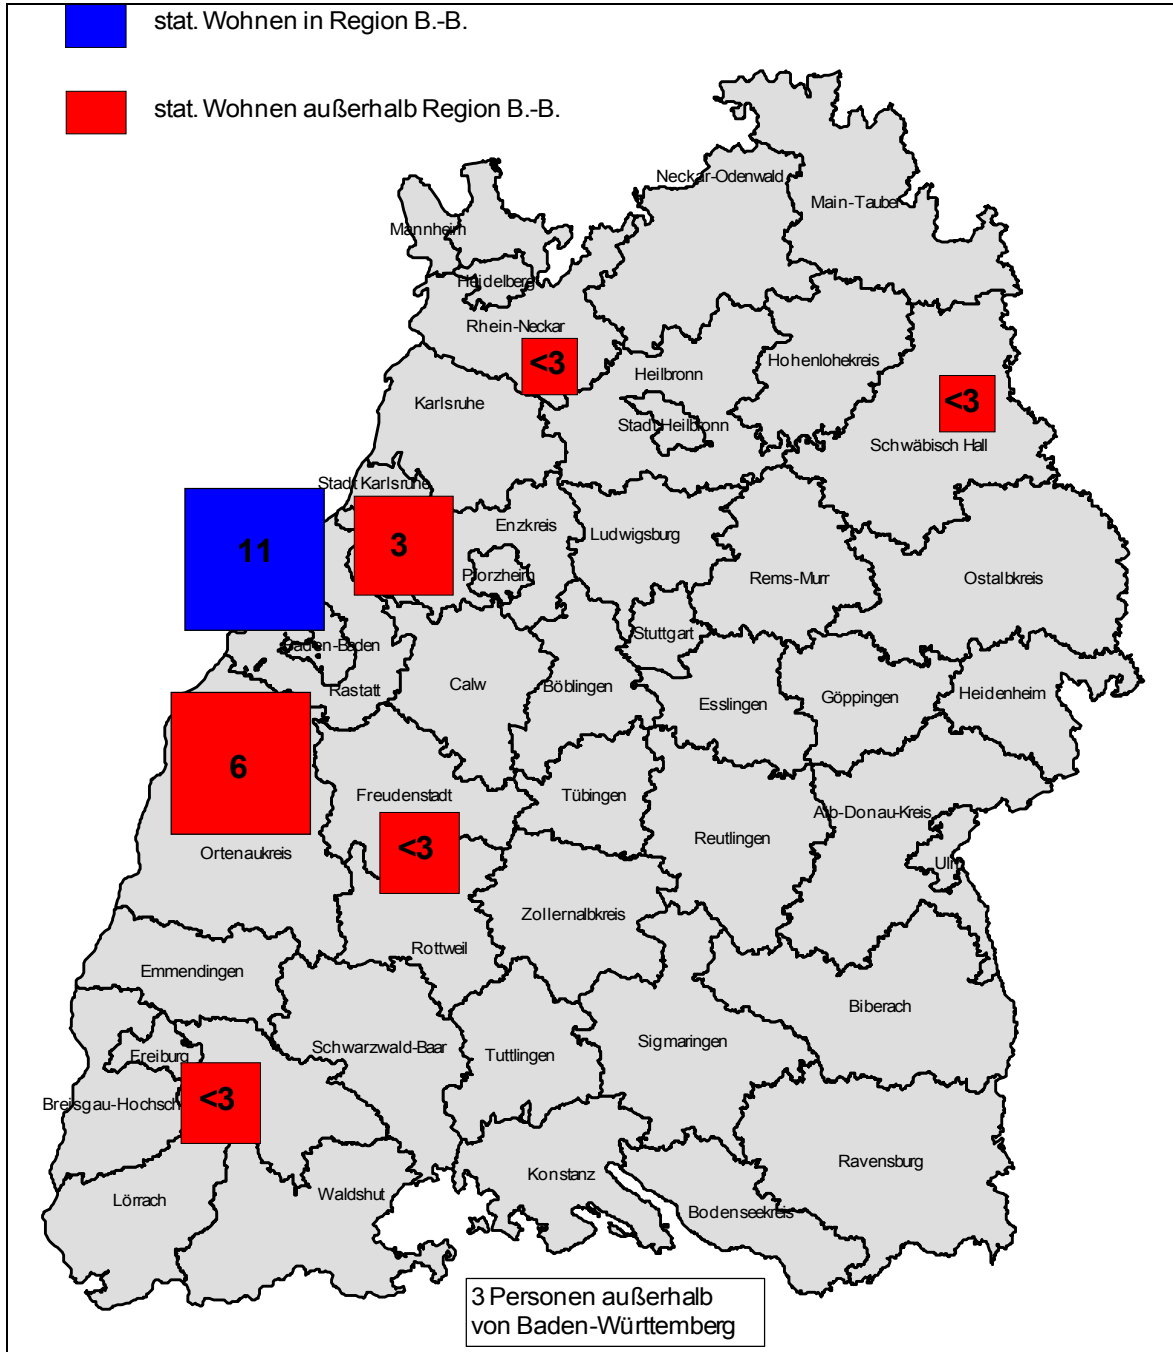 stat. Wohnen in Region B.-B.
stat. Wohnen außerhalb Region B.-B.
Neckar-Odenwald
Main-Tauber
Mannheim
Heidelberg
Rhein-Neckar
<3
Heilbronn
Hohenlohekreis
Karlsruhe
<3
Stadt Heilbronn
Schwäbisch Hall
Stadt Karlsruhe
11
3
Enzkreis
Ludwigsburg
Pforzheim
Rems-Murr
Ostalbkreis
Stuttgart
Baden-Baden
Rastatt
Calw
Böblingen
Esslingen
Göppingen
Heidenheim
6
Freudenstadt
Tübingen
Alb-Donau-Kreis
Reutlingen
<3
Ortenaukreis
Ulm
Zollernalbkreis
Rottweil
Emmendingen
Biberach
Freiburg
Schwarzwald-Baar
Tuttlingen
Sigmaringen
Breisgau-Hochsch
<3
Ravensburg
Lörrach
Waldshut
Konstanz
Bodenseekreis
3 Personen außerhalb
von Baden-Württemberg